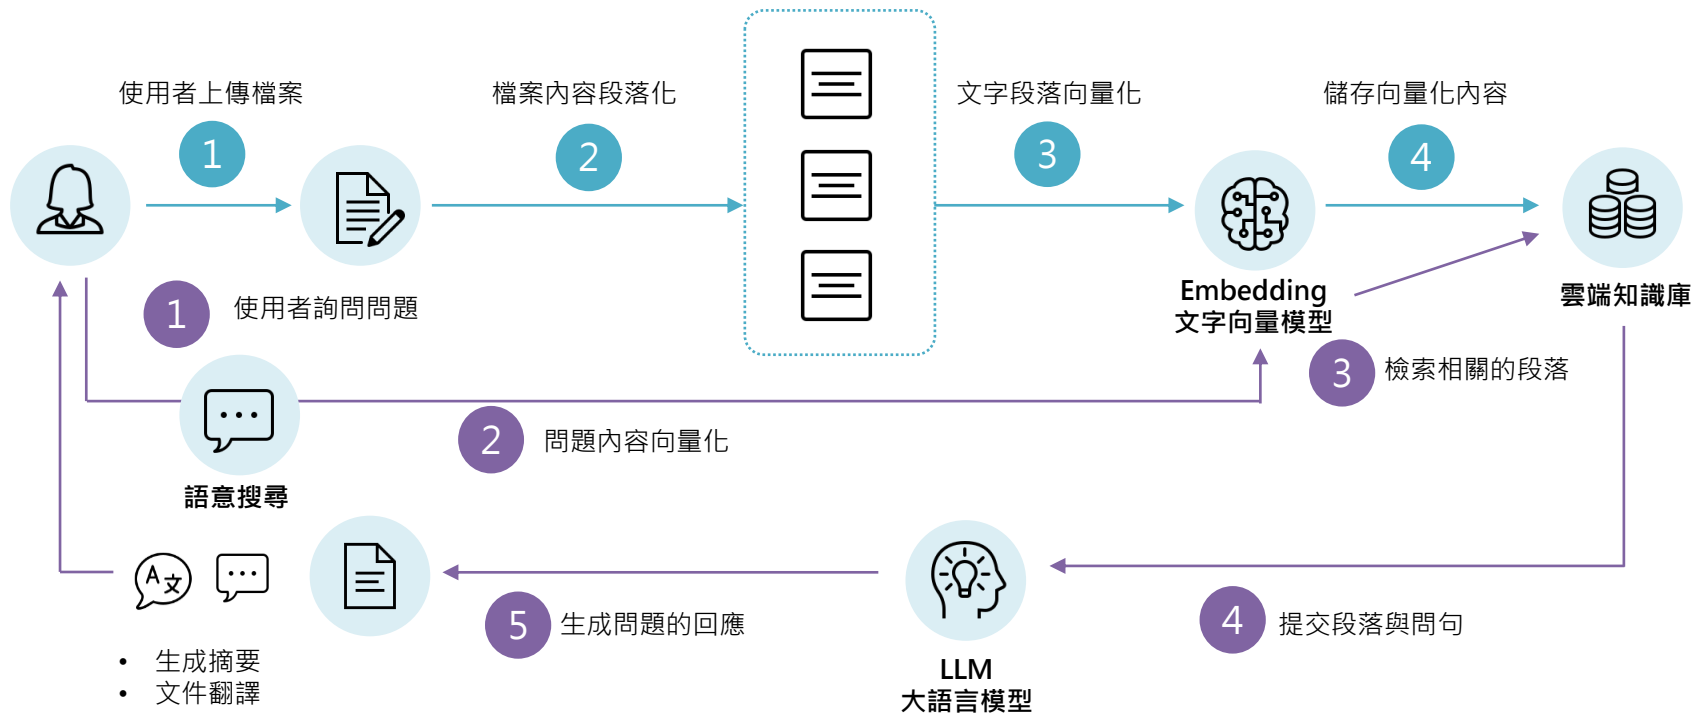 使用者上傳檔案
1
檔案內容段落化
2
文字段落向量化
3
儲存向量化內容
4
Embedding
文字向量模型
雲端知識庫
1
使用者詢問問題
3
檢索相關的段落
2
問題內容向量化
語意搜尋
A文
5
生成問題的回應
4
提交段落與問句
• 生成摘要
• 文件翻譯
LLM
大語言模型